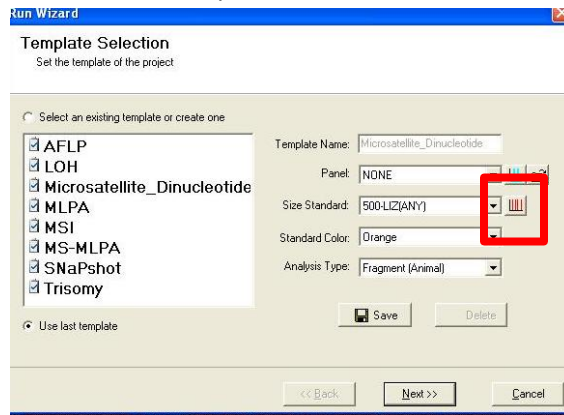 Run Wizard
Template Selection
Set the template of the project
Select an existing template or create one
AFLP
LOH
Microsatellite_Dinucleotide
MLPA
MSI
MS-MLPA
SNaPshot
Trisomy
Use last template
Template Name: Microsatellite_Dinucleotide
Panel: NONE
Size Standard: 500-LIZ(ANY)
Standard Color: Orange
Analysis Type: Fragment (Animal)
Save Delete
<< Back Next >> Cancel